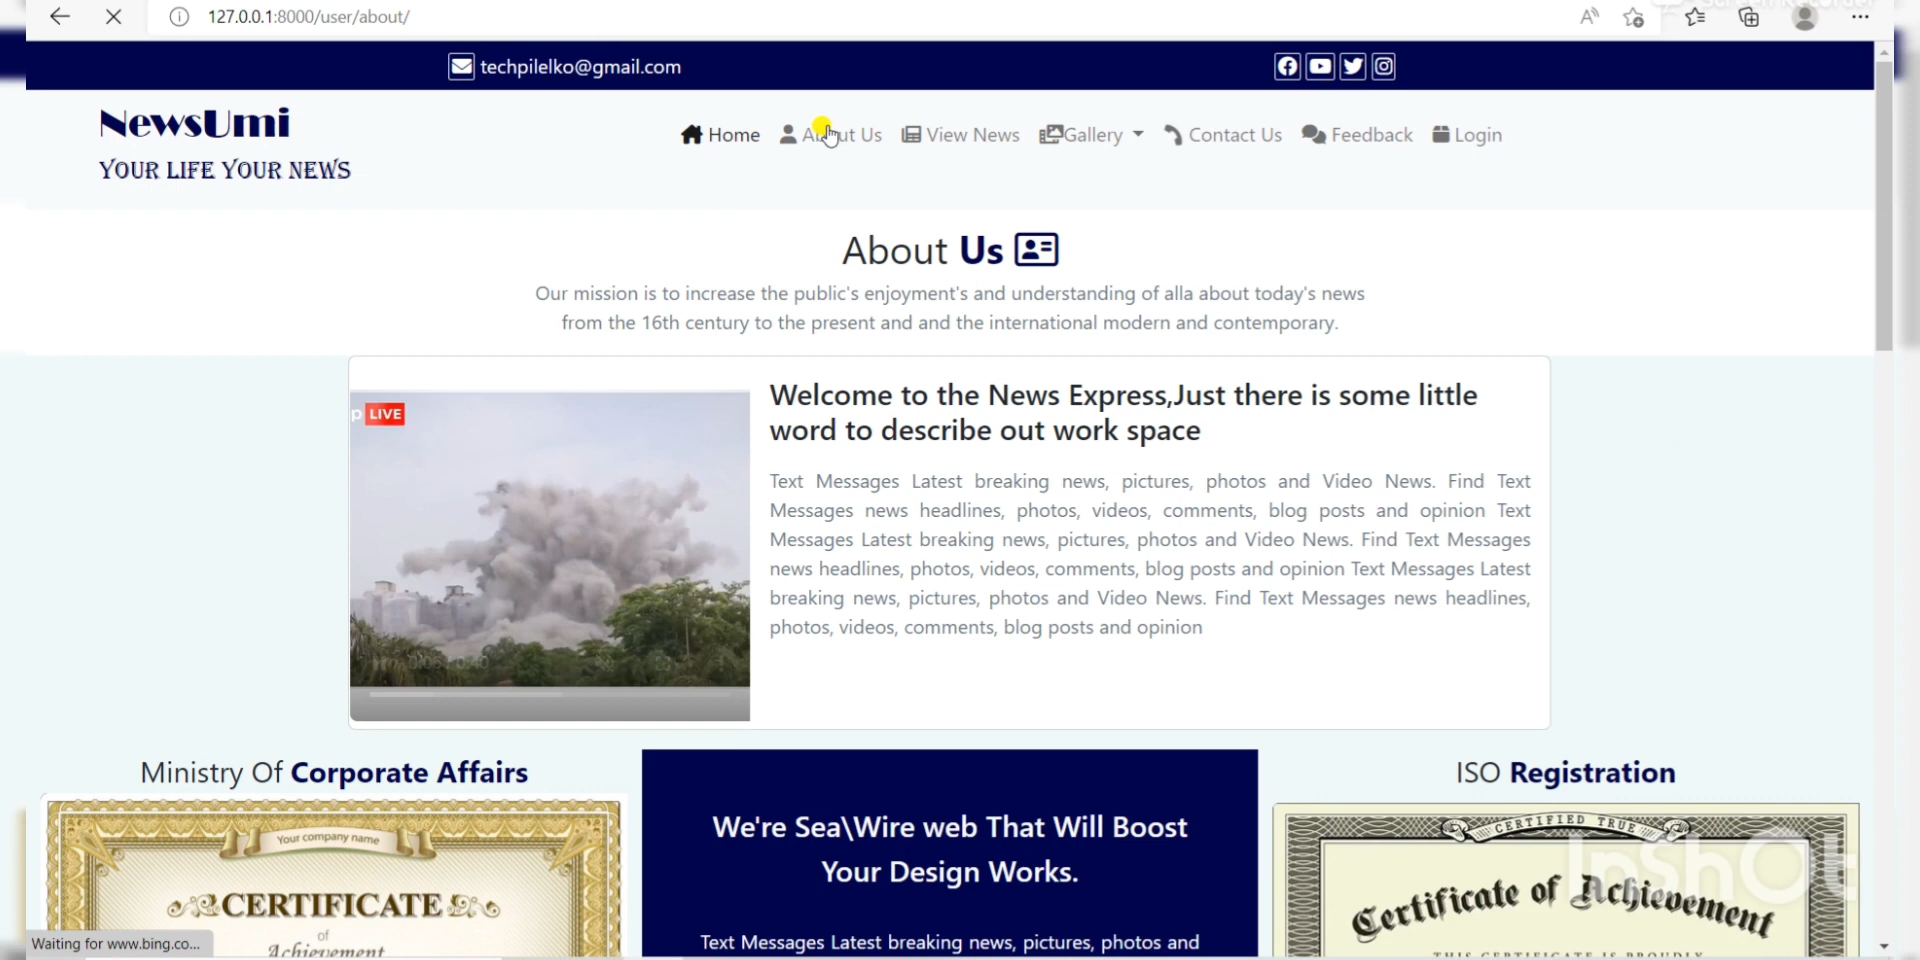 127.0.0.1:8000/user/about/
techpilelko@gmail.com
NewsUmi
YOUR LIFE YOUR NEWS
Home About Us View News Gallery Contact Us Feedback Login
About Us
Our mission is to increase the public's enjoyment's and understanding of alla about today's news
from the 16th century to the present and and the international modern and contemporary.
LIVE
Welcome to the News Express,Just there is some little
word to describe out work space
Text Messages Latest breaking news, pictures, photos and Video News. Find Text
Messages news headlines, photos, videos, comments, blog posts and opinion Text
Messages Latest breaking news, pictures, photos and Video News. Find Text Messages
news headlines, photos, videos, comments, blog posts and opinion Text Messages Latest
breaking news, pictures, photos and Video News. Find Text Messages news headlines,
photos, videos, comments, blog posts and opinion
Ministry Of Corporate Affairs
Your company name
CERTIFICATE
of
Achievement
We're Sea\Wire web That Will Boost
Your Design Works.
Text Messages Latest breaking news, pictures, photos and
ISO Registration
CERTIFIED TRUE
Certificate of Achievement
THIS CERTIFICATE IS PROUDLY
InShOt
Waiting for www.bing.co...